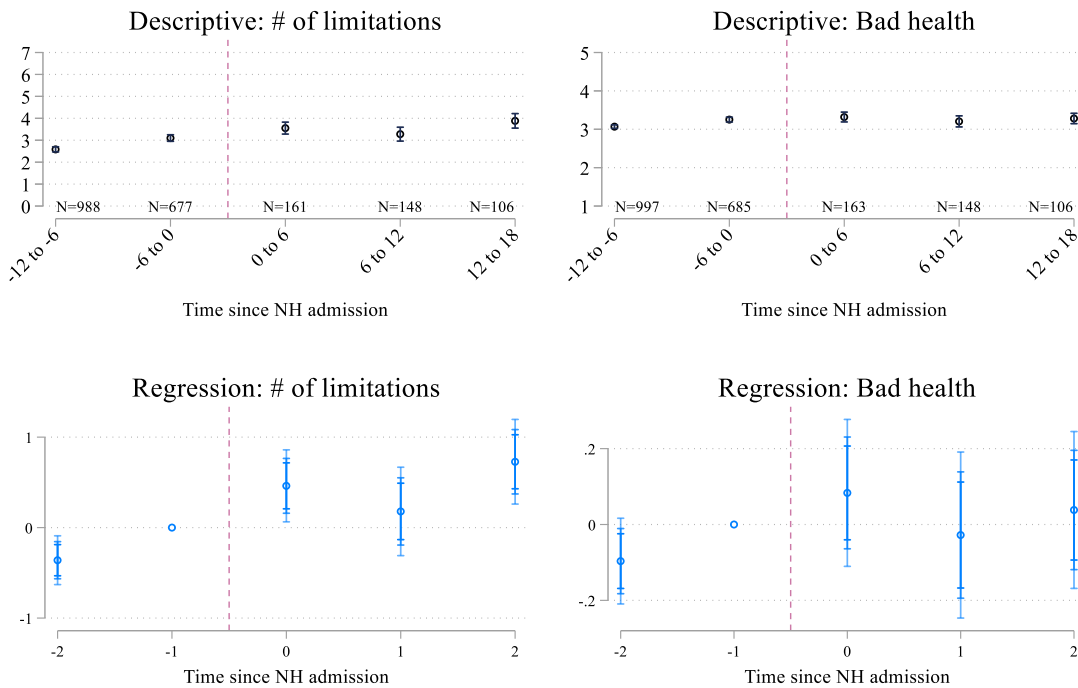 Descriptive: # of limitations
7
6
5
4
3
2
1
0
N=988 N=677 N=161 N=148 N=106
-12 to -6 -6 to 0 0 to 6 6 to 12 12 to 18
Time since NH admission
Descriptive: Bad health
5
4
3
2
1
N=997 N=685 N=163 N=148 N=106
-12 to -6 -6 to 0 0 to 6 6 to 12 12 to 18
Time since NH admission
Regression: # of limitations
1
0
-1
-2 -1 0 1 2
Time since NH admission
Regression: Bad health
.2
0
-.2
-2 -1 0 1 2
Time since NH admission